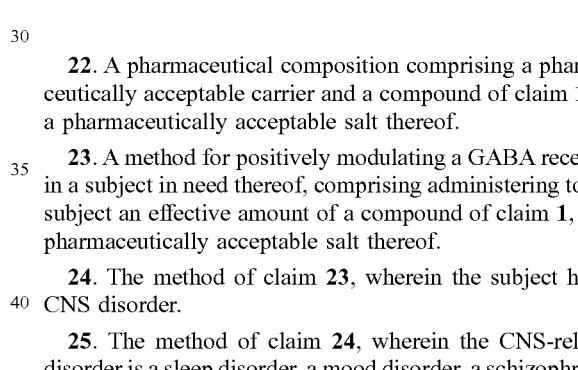 30
22. A pharmaceutical composition comprising a phar
ceutically acceptable carrier and a compound of claim
a pharmaceutically acceptable salt thereof.
23. A method for positively modulating a GABA rece
35
in a subject in need thereof, comprising administering to
subject an effective amount of a compound of claim 1,
pharmaceutically acceptable salt thereof.
24. The method of claim 23, wherein the subject h
40 CNS disorder.
25. The method of claim 24, wherein the CNS-rel
disorder is a sleep disorder, a mood disorder, a schizophr